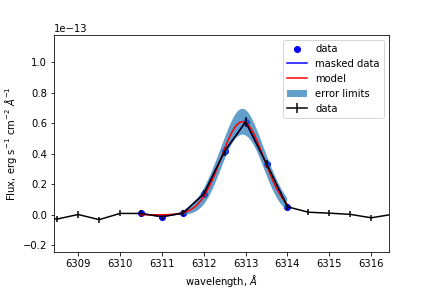 1e−13
data
masked data
model
error limits
data
1.0
0.8
0.6
0.4
0.2
0.0
−0.2
Flux, erg s⁻¹ cm⁻² Å⁻¹
6309 6310 6311 6312 6313 6314 6315 6316
wavelength, Å